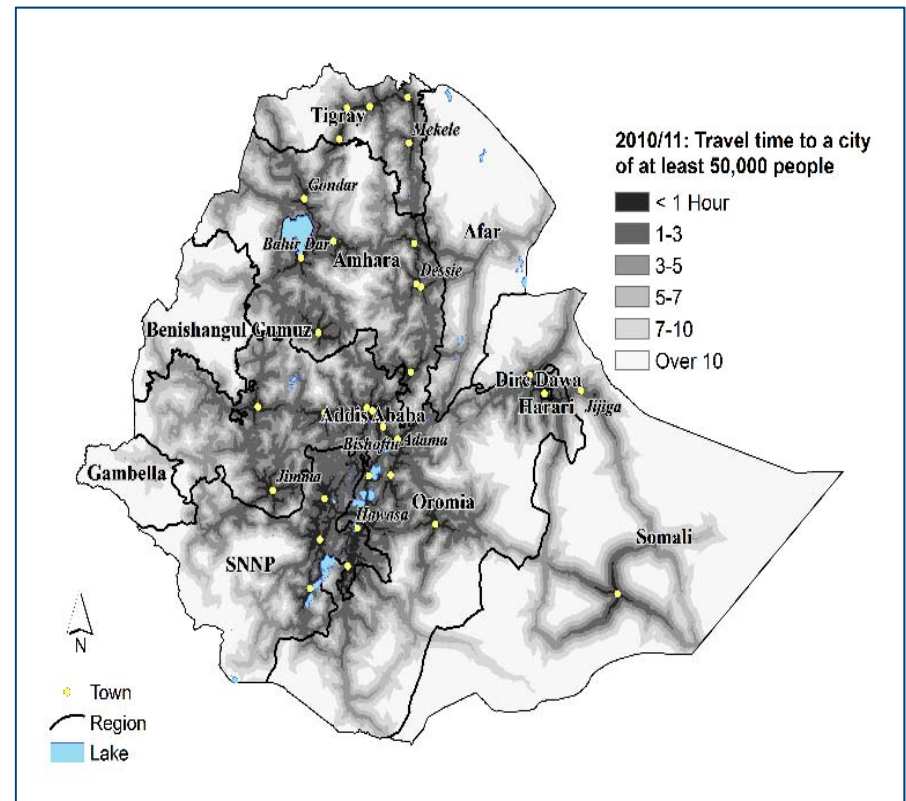 Tigray
Mekele
Gondar
Afar
Bahir Dar
Amhara
Dessie
Benishangul Gumuz
Dire Dawa
Harari
Jijiga
Addis Ababa
Bishoftu
Adama
Gambella
Jimma
Oromia
Hawasa
Somali
SNNP
2010/11: Travel time to a city
of at least 50,000 people
< 1 Hour
1-3
3-5
5-7
7-10
Over 10
N
Town
Region
Lake